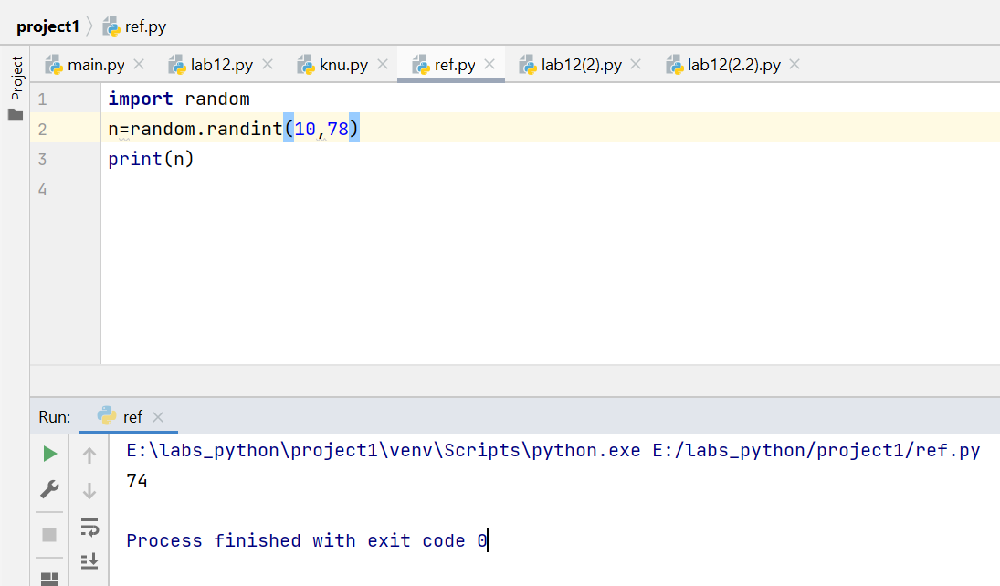 project1 ref.py
Project
main.py lab12.py knu.py ref.py lab12(2).py lab12(2.2).py
1 import random
2 n=random.randint(10,78)
3 print(n)
4
Run: ref
E:\labs_python\project1\venv\Scripts\python.exe E:/labs_python/project1/ref.py
74
Process finished with exit code 0